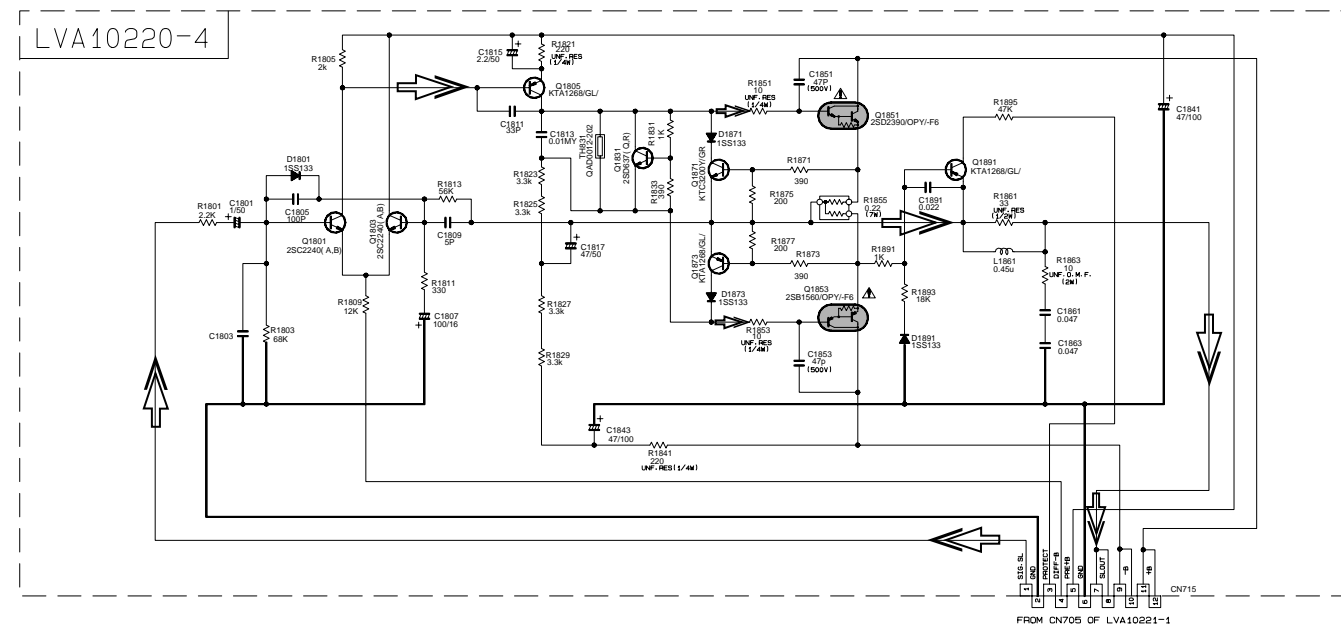 LVA10220-4
R1805
2k
C1815
2.2/50
R1821
220
UNF.RES
(1/4W)
Q1805
KTA1268/GL/
C1811
33P
C1813
0.01MY
TH831
QAD0012-202
Q1831
2SD637(Q,R)
R1831
1K
R1833
390
R1823
3.3k
R1825
3.3k
C1817
47/50
R1827
3.3k
R1829
3.3k
D1801
1SS133
C1805
100P
R1801
2.2K
C1801
1/50
Q1801
2SC2240(A,B)
Q1803
2SC2240(A,B)
R1813
56K
C1809
5P
R1811
330
C1807
100/16
R1809
12K
C1803
R1803
68K
R1851
10
UNF.RES
(1/4W)
C1851
47P
(500V)
Q1851
2SD2390/OPY/-F6
D1871
1SS133
Q1871
KTC3200Y/GR
R1871
390
R1875
200
R1877
200
R1873
390
Q1873
KTA1268/GL/
D1873
1SS133
R1853
10
UNF.RES
(1/4W)
C1853
47p
(500V)
Q1853
2SB1560/OPY/-F6
R1855
0.22
(7W)
R1891
1K
R1893
18K
D1891
1SS133
C1891
0.022
Q1891
KTA1268/GL/
R1895
47K
C1841
47/100
R1861
33
UNF.RES
(1/2W)
L1861
0.45u
R1863
10
UNF.O.M.F.
(2W)
C1861
0.047
C1863
0.047
C1843
47/100
R1841
220
UNF.RES(1/4W)
SIG.SL
GND
PROTECT
DIFF-B
PRE+B
GND
SLOUT
-B
+B
1
2
3
4
5
6
7
8
9
10
11
12
CN715
FROM CN705 OF LVA10221-1